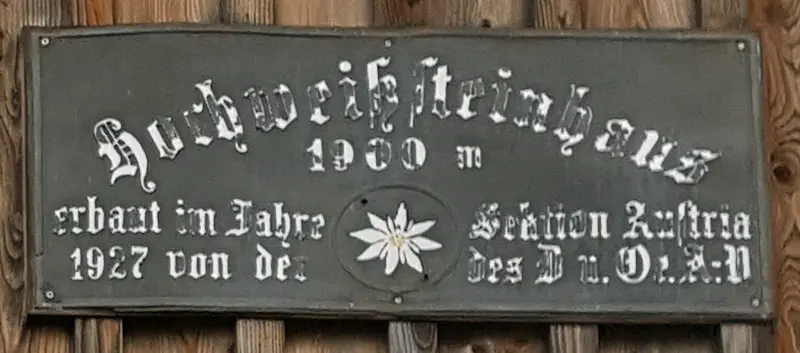 Hochweißsteinhaus
1900 m
erbaut im Jahre
1927 von der
Sektion Austria
des D u. Oe. A:V